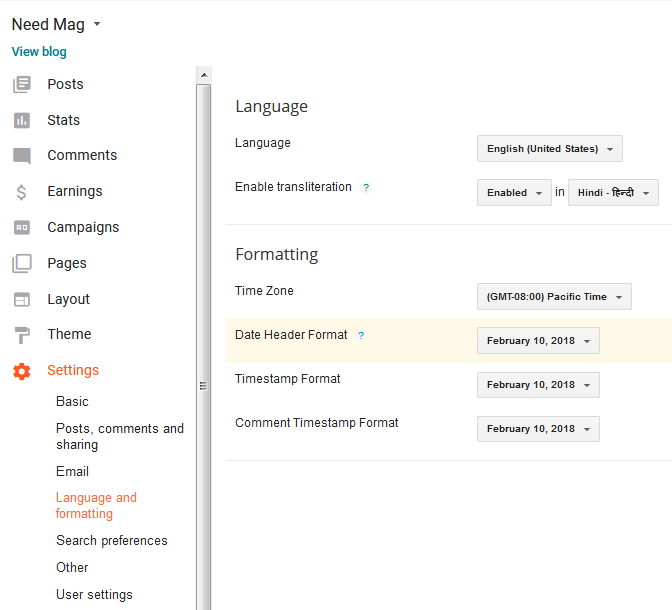 Need Mag
View blog
Posts
Stats
Comments
Earnings
$
Campaigns
AD
Pages
Layout
Theme
Settings
Basic
Posts, comments and
sharing
Email
Language and
formatting
Search preferences
Other
User settings
Language
Language
English (United States)
Enable transliteration ?
Enabled in Hindi - हिन्दी
Formatting
Time Zone
(GMT-08:00) Pacific Time
Date Header Format ?
February 10, 2018
Timestamp Format
February 10, 2018
Comment Timestamp Format
February 10, 2018